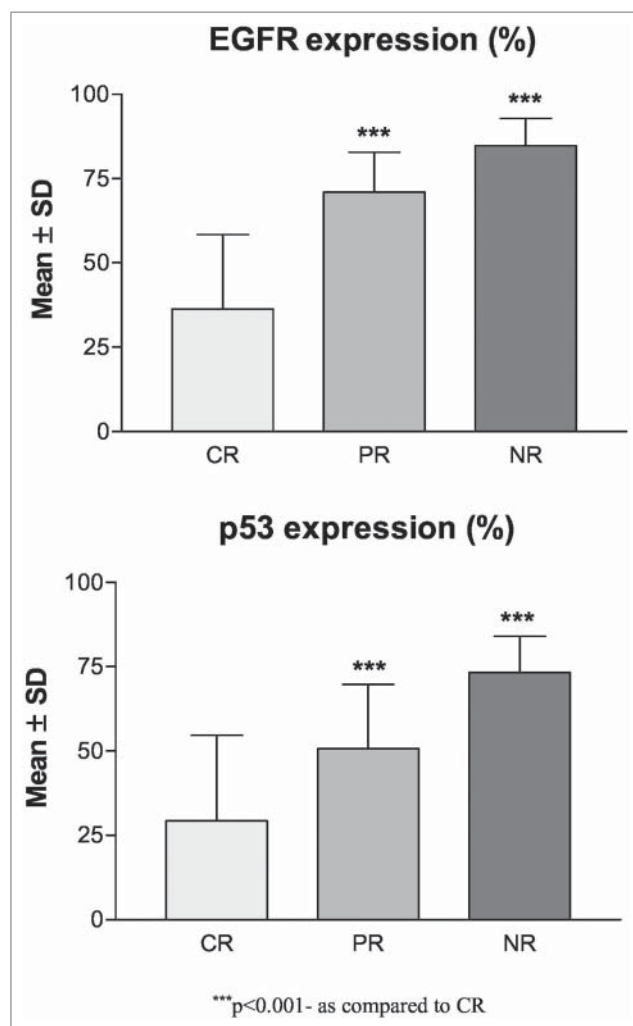 EGFR expression (%)
100
75
50
25
0
Mean ± SD
***
***
CR PR NR
p53 expression (%)
100
75
50
25
0
Mean ± SD
***
***
CR PR NR
***p<0.001- as compared to CR